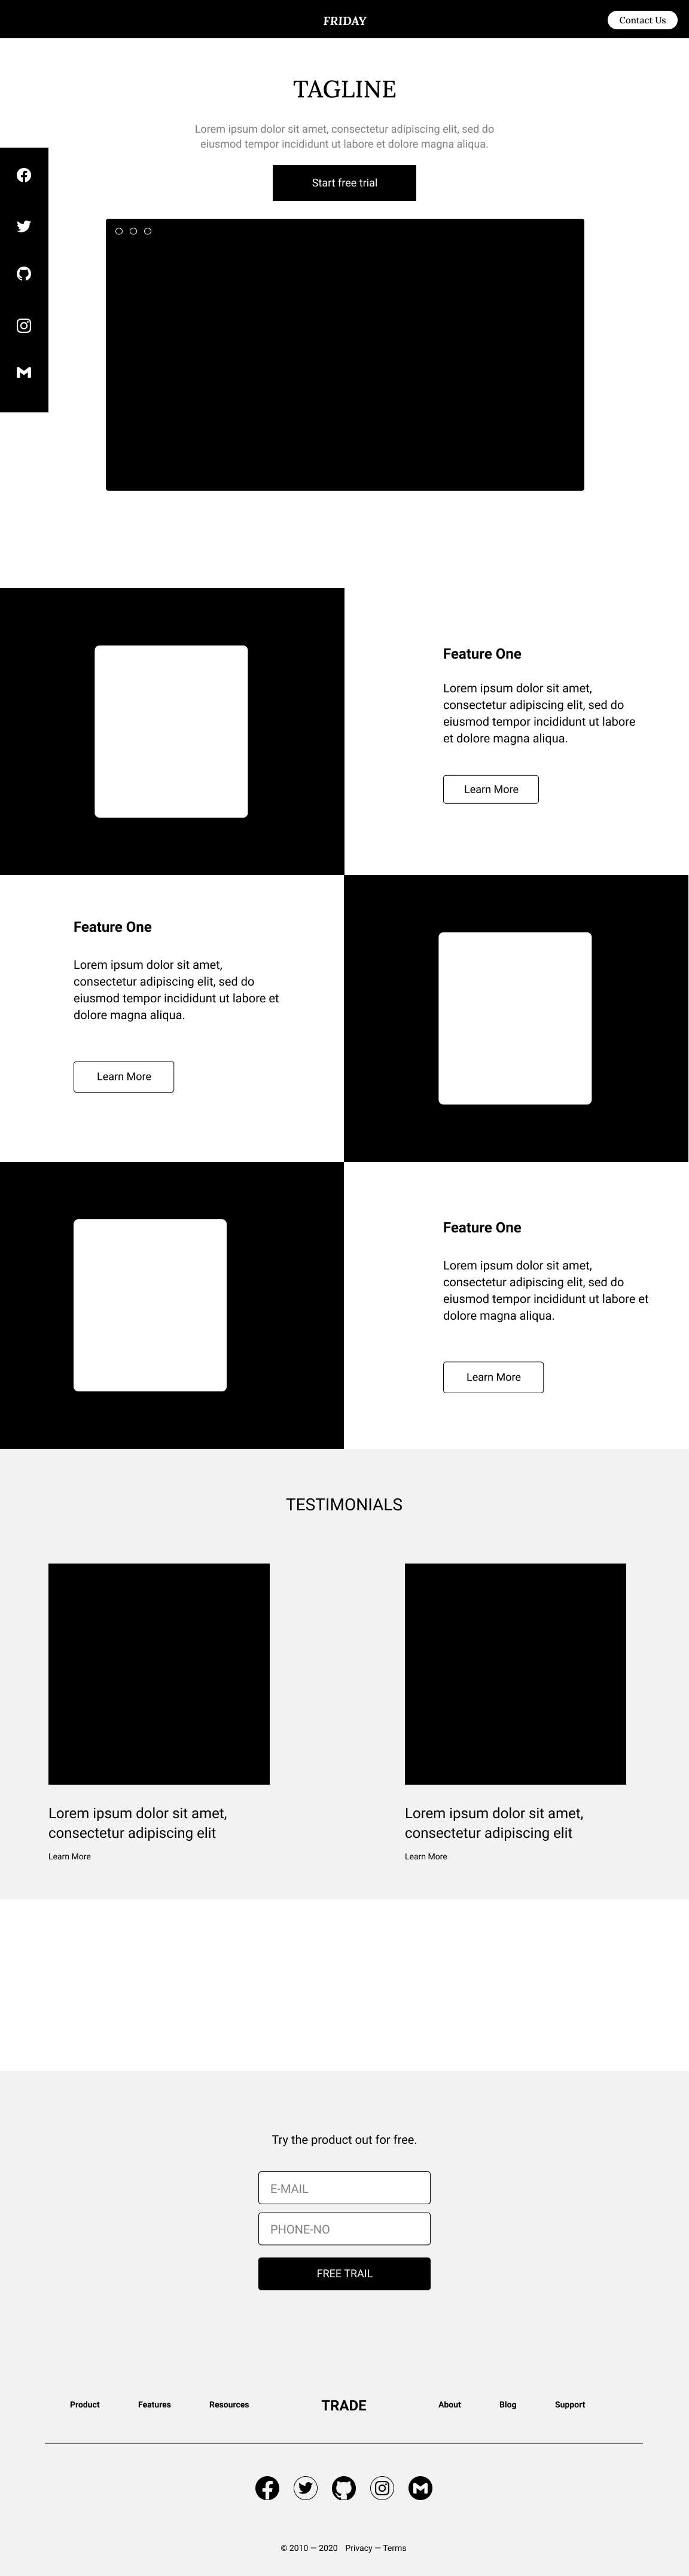 FRIDAY
Contact Us
TAGLINE
Lorem ipsum dolor sit amet, consectetur adipiscing elit, sed do
eiusmod tempor incididunt ut labore et dolore magna aliqua.
Start free trial
Feature One
Lorem ipsum dolor sit amet,
consectetur adipiscing elit, sed do
eiusmod tempor incididunt ut labore
et dolore magna aliqua.
Learn More
Feature One
Lorem ipsum dolor sit amet,
consectetur adipiscing elit, sed do
eiusmod tempor incididunt ut labore et
dolore magna aliqua.
Learn More
Feature One
Lorem ipsum dolor sit amet,
consectetur adipiscing elit, sed do
eiusmod tempor incididunt ut labore et
dolore magna aliqua.
Learn More
TESTIMONIALS
Lorem ipsum dolor sit amet,
consectetur adipiscing elit
Learn More
Lorem ipsum dolor sit amet,
consectetur adipiscing elit
Learn More
Try the product out for free.
E-MAIL
PHONE-NO
FREE TRAIL
Product Features Resources TRADE About Blog Support
© 2010 — 2020 Privacy — Terms